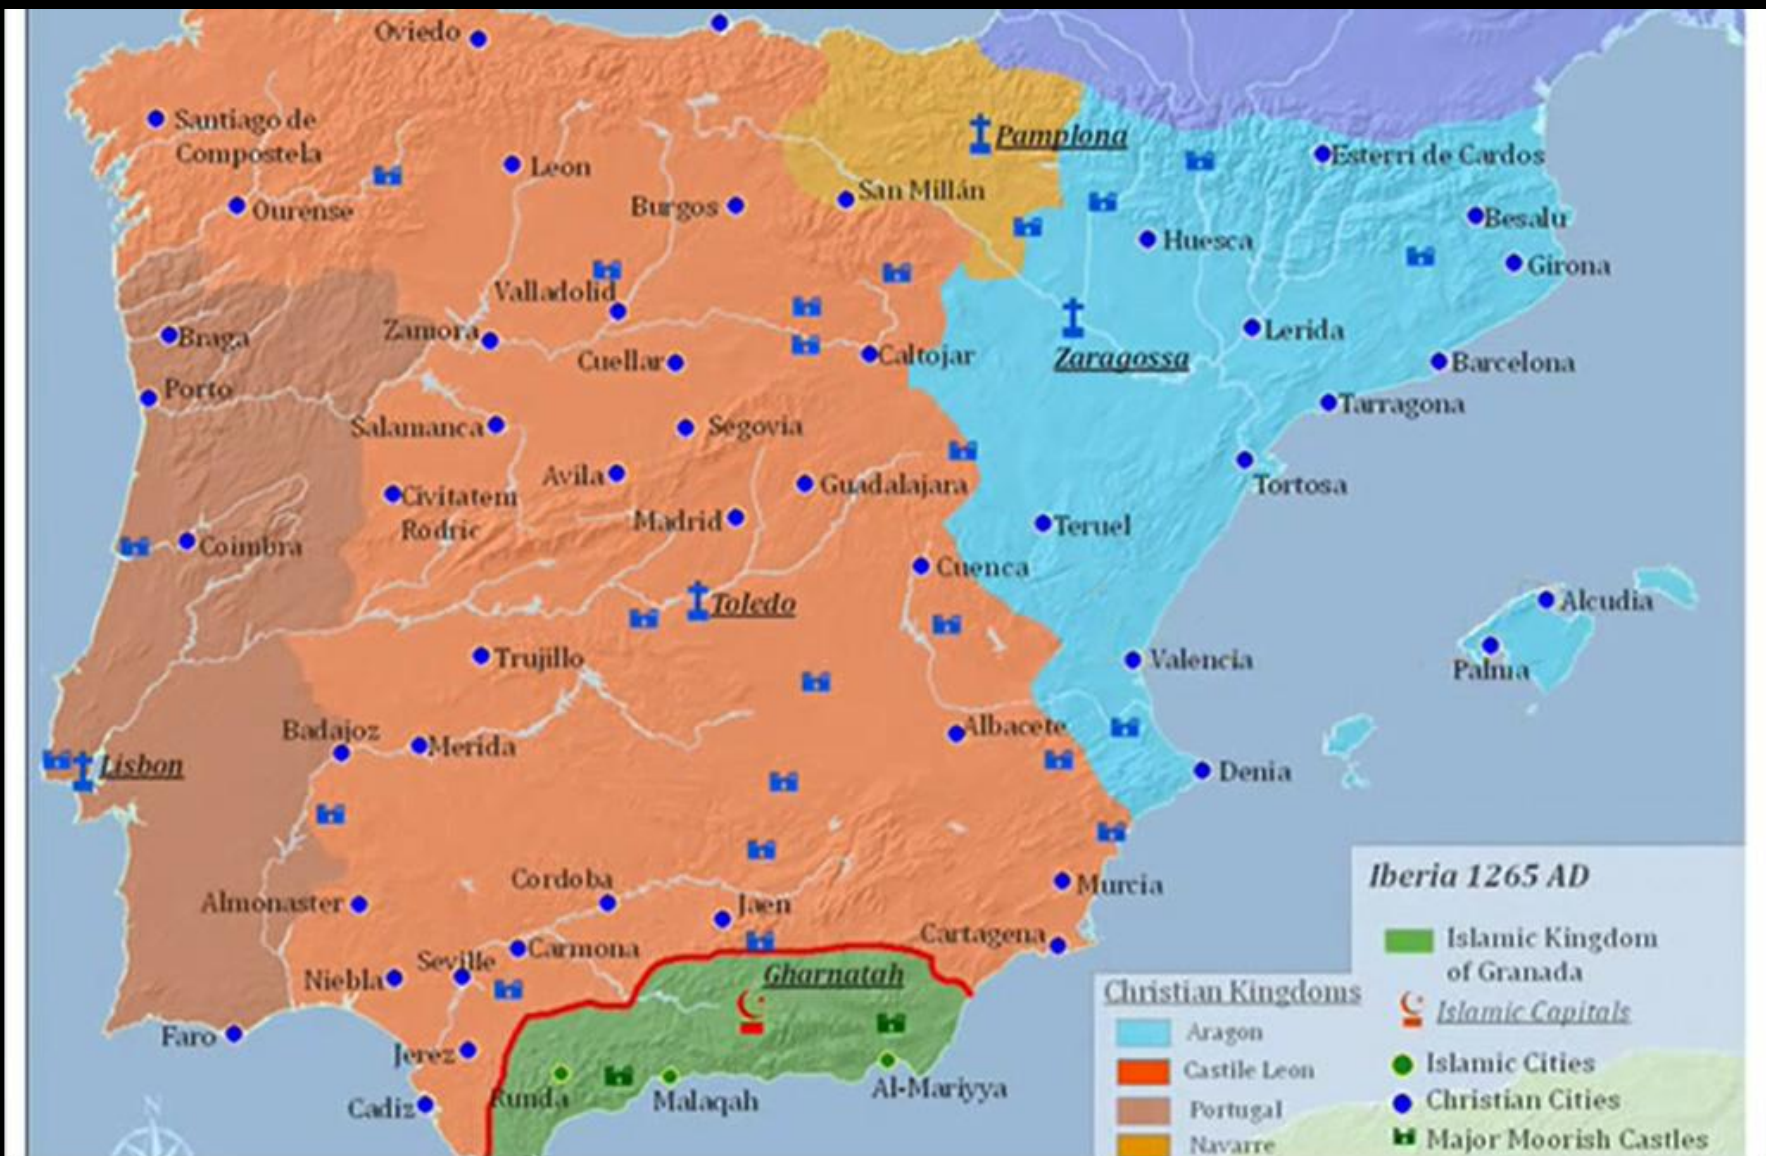 Oviedo
Santiago de
Compostela
Leon
Pamplona
Esterri de Cardos
Ourense
Burgos
San Millán
Besalu
Huesca
Girona
Valladolid
Braga
Zamora
Cuellar
Caltojar
Zaragossa
Lerida
Barcelona
Porto
Salamanca
Segovia
Tarragona
Avila
Guadalajara
Tortosa
Civitatem
Rodric
Madrid
Teruel
Coimbra
Cuenca
Toledo
Alcudia
Trujillo
Valencia
Palma
Badajoz
Merida
Albacete
Lisbon
Denia
Cordoba
Murcia
Almonaster
Jaen
Cartagena
Carmona
Seville
Niebla
Gharnatah
Faro
Jerez
Runda
Malaqah
Al-Mariyya
Cadiz
N
Iberia 1265 AD
Islamic Kingdom
of Granada
Islamic Capitals
Islamic Cities
Christian Cities
Major Moorish Castles
Christian Kingdoms
Aragon
Castile Leon
Portugal
Navarre